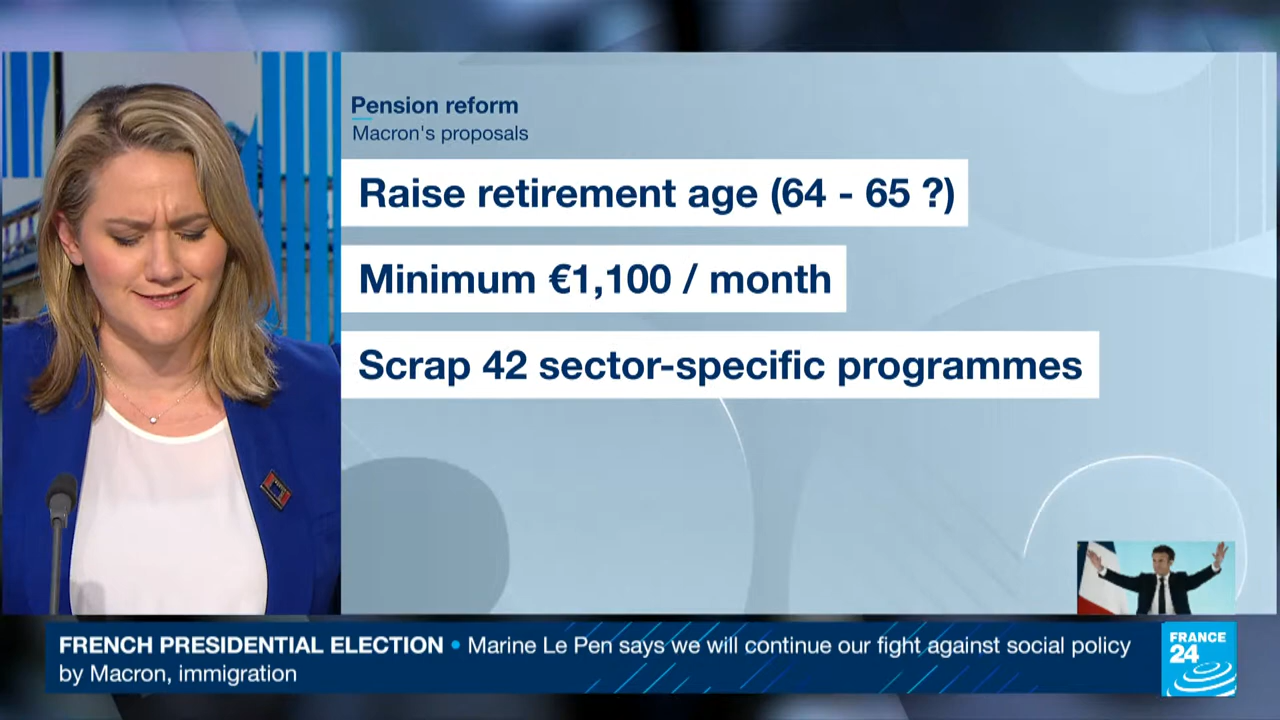 Pension reform
Macron's proposals
Raise retirement age (64 - 65 ?)
Minimum €1,100 / month
Scrap 42 sector-specific programmes
FRENCH PRESIDENTIAL ELECTION • Marine Le Pen says we will continue our fight against social policy
by Macron, immigration
FRANCE
24